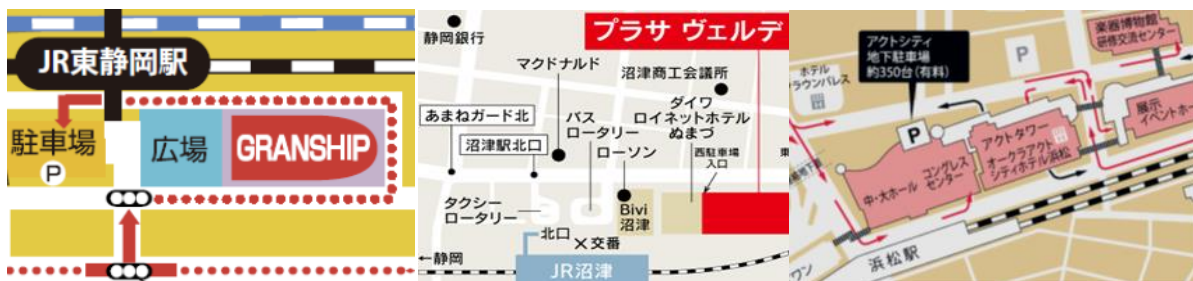 JR東静岡駅
駐車場
P
広場
GRANSHIP
静岡銀行
プラサ ヴェルデ
マクドナルド
沼津商工会議所
あまねガード北
バス
ロータリー
ダイワ
ロイネットホテル
ぬまづ
沼津駅北口
ローソン
西駐車場
入口
東
タクシー
ロータリー
Bivi
沼津
北口
交番
←静岡
JR沼津
楽器博物館
研修交流センター
アクトシティ
地下駐車場
約350台(有料)
P
ホテル
クラウンパレス
P
展示
イベントホ
アクトタワー
オークラアクト
シティホテル浜松
コングレス
センター
中・大ホール
浜松駅
ワン